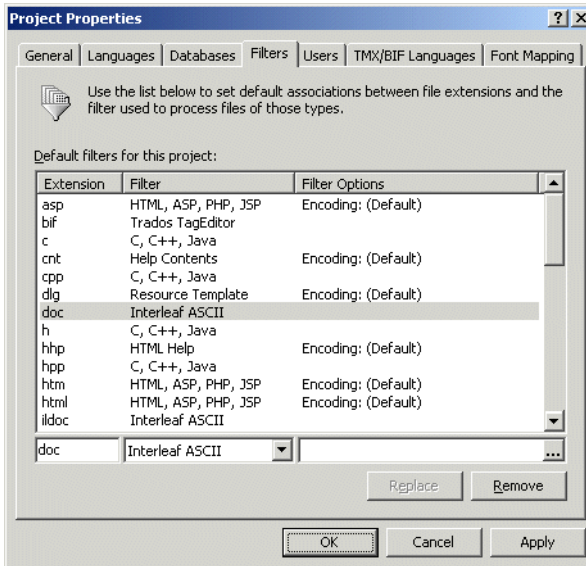 Project Properties
General Languages Databases Filters Users TMX/BIF Languages Font Mapping
Use the list below to set default associations between file extensions and the
filter used to process files of those types.
Default filters for this project:
Extension Filter Filter Options
asp HTML, ASP, PHP, JSP Encoding: (Default)
bif Trados TagEditor
c C, C++, Java
cnt Help Contents Encoding: (Default)
cpp C, C++, Java
dlg Resource Template Encoding: (Default)
doc Interleaf ASCII
h C, C++, Java
hhp HTML Help Encoding: (Default)
hpp C, C++, Java
htm HTML, ASP, PHP, JSP Encoding: (Default)
html HTML, ASP, PHP, JSP Encoding: (Default)
ildoc Interleaf ASCII
doc Interleaf ASCII ...
Replace Remove
OK Cancel Apply